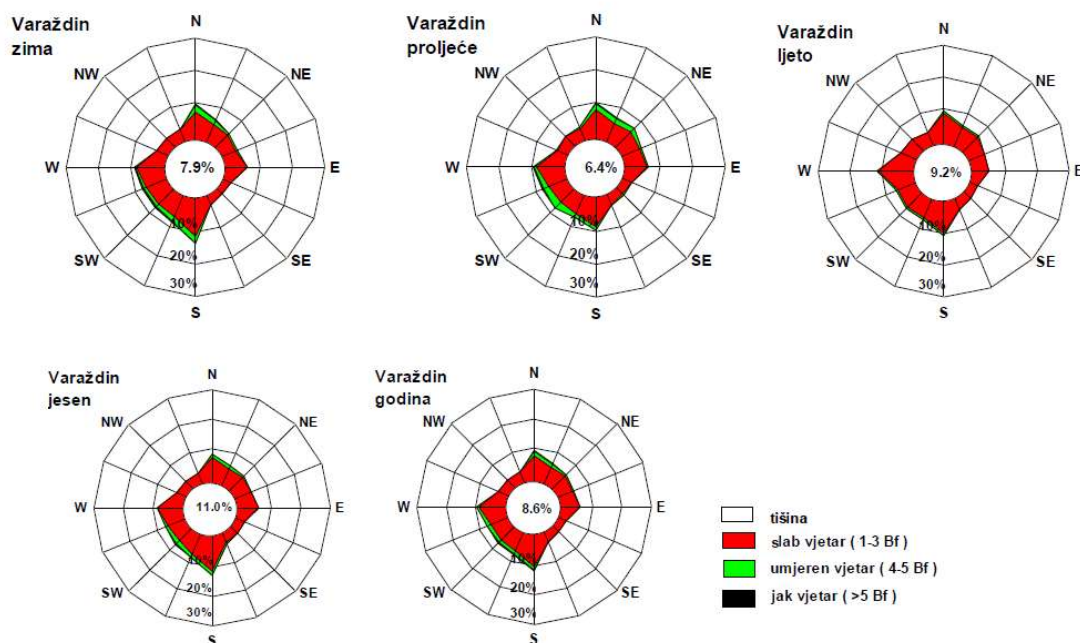 Varaždin
zima
N
NW
NE
W
7.9%
E
10%
SW
20%
SE
30%
S
Varaždin
proljeće
N
NW
NE
W
6.4%
E
10%
SW
20%
SE
30%
S
Varaždin
ljeto
N
NW
NE
W
9.2%
E
10%
SW
20%
SE
30%
S
Varaždin
jesen
N
NW
NE
W
11.0%
E
10%
SW
20%
SE
30%
S
Varaždin
godina
N
NW
NE
W
8.6%
E
10%
SW
20%
SE
30%
S
tišina
slab vjetar ( 1-3 Bf )
umjeren vjetar ( 4-5 Bf )
jak vjetar ( >5 Bf )